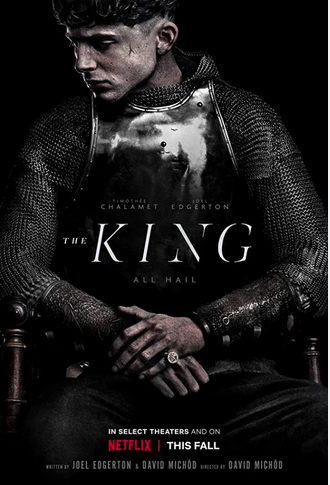 TIMOTHÉE JOEL
CHALAMET EDGERTON
THE KING
ALL HAIL
IN SELECT THEATERS AND ON
NETFLIX | THIS FALL
WRITTEN BY JOEL EDGERTON & DAVID MICHÔD DIRECTED BY DAVID MICHÔD